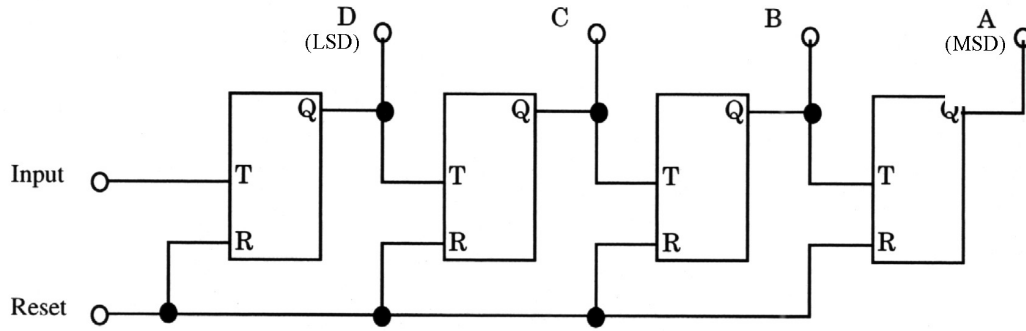 D C B A
(LSD) (MSD)
Q Q Q Q
Input T T T T
R R R R
Reset